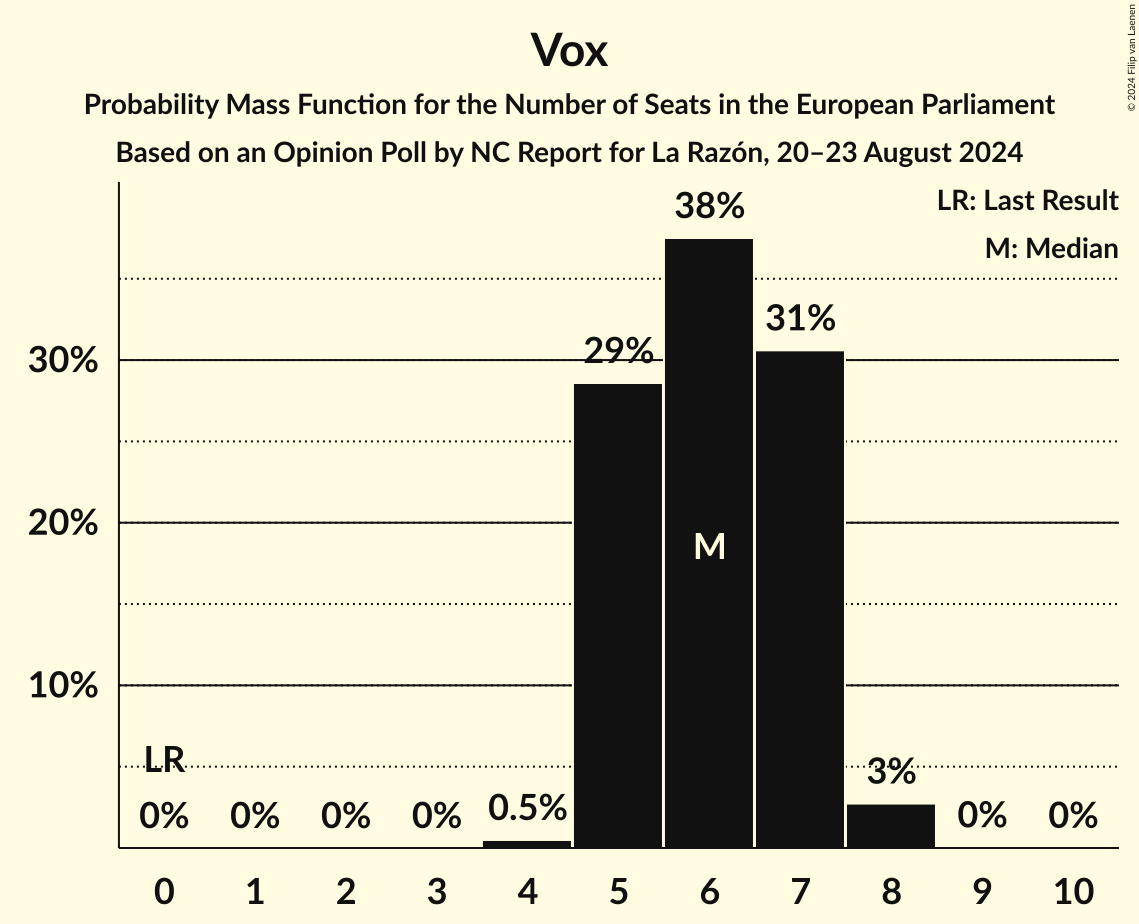 Vox
Probability Mass Function for the Number of Seats in the European Parliament
Based on an Opinion Poll by NC Report for La Razón, 20–23 August 2024
© 2024 Filip van Laenen
LR: Last Result
M: Median
38%
31%
29%
30%
20%
M
10%
LR
3%
0% 0% 0% 0% 0.5% 0% 0%
0 1 2 3 4 5 6 7 8 9 10